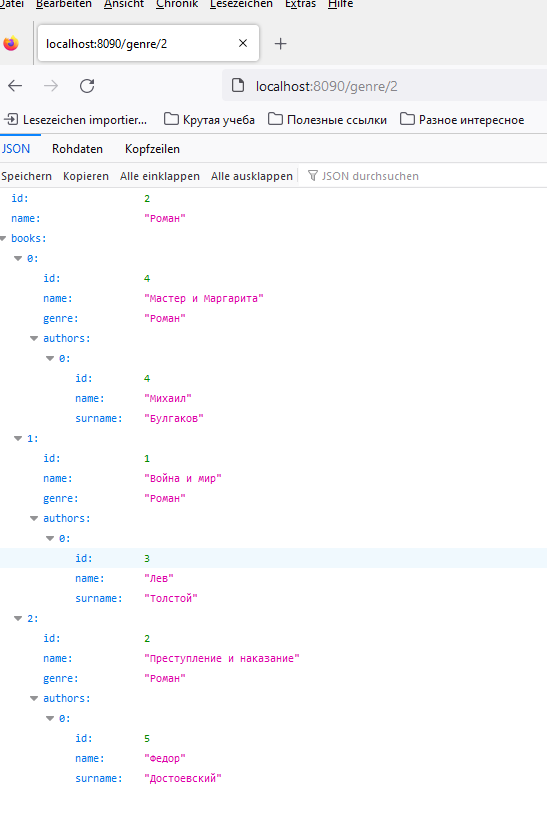 Datei Bearbeiten Ansicht Chronik Lesezeichen Extras Hilfe
localhost:8090/genre/2
localhost:8090/genre/2
Lesezeichen importier... Крутая учеба Полезные ссылки Разное интересное
JSON Rohdaten Kopfzeilen
Speichern Kopieren Alle einklappen Alle ausklappen JSON durchsuchen
id: 2
name: "Роман"
books:
0:
id: 4
name: "Мастер и Маргарита"
genre: "Роман"
authors:
0:
id: 4
name: "Михаил"
surname: "Булгаков"
1:
id: 1
name: "Война и мир"
genre: "Роман"
authors:
0:
id: 3
name: "Лев"
surname: "Толстой"
2:
id: 2
name: "Преступление и наказание"
genre: "Роман"
authors:
0:
id: 5
name: "Федор"
surname: "Достоевский"